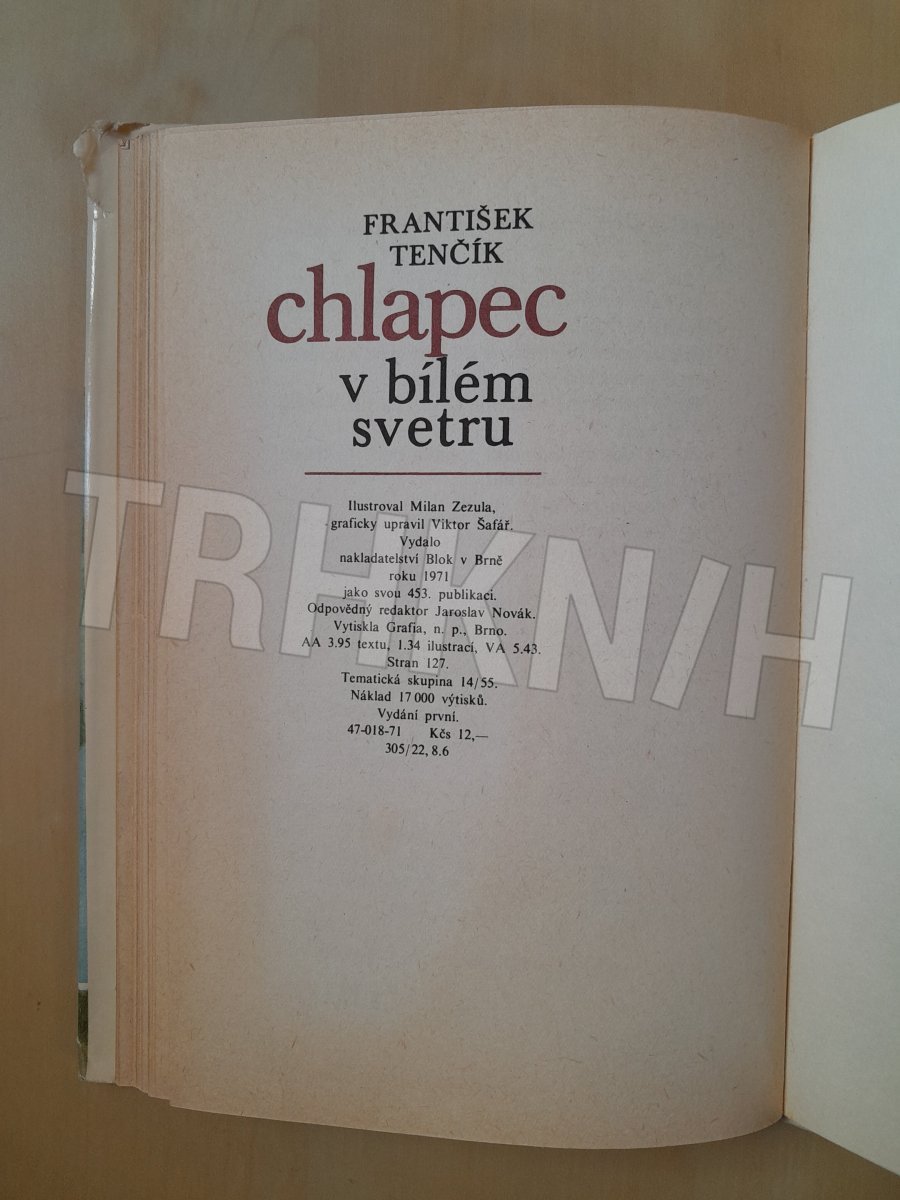 FRANTIŠEK
TENČÍK
chlapec
v bílém
svetru
Ilustroval Milan Zezula,
graficky upravil Viktor Šafář.
Vydalo
nakladatelství Blok v Brně
roku 1971
jako svou 453. publikaci.
Odpovědný redaktor Jaroslav Novák.
Vytiskla Grafia, n. p., Brno.
AA 3.95 textu, 1.34 ilustrací, VA 5.43.
Stran 127.
Tematická skupina 14/55.
Náklad 17 000 výtisků.
Vydání první.
47-018-71 Kčs 12,—
305/22, 8.6
TRHKN/H